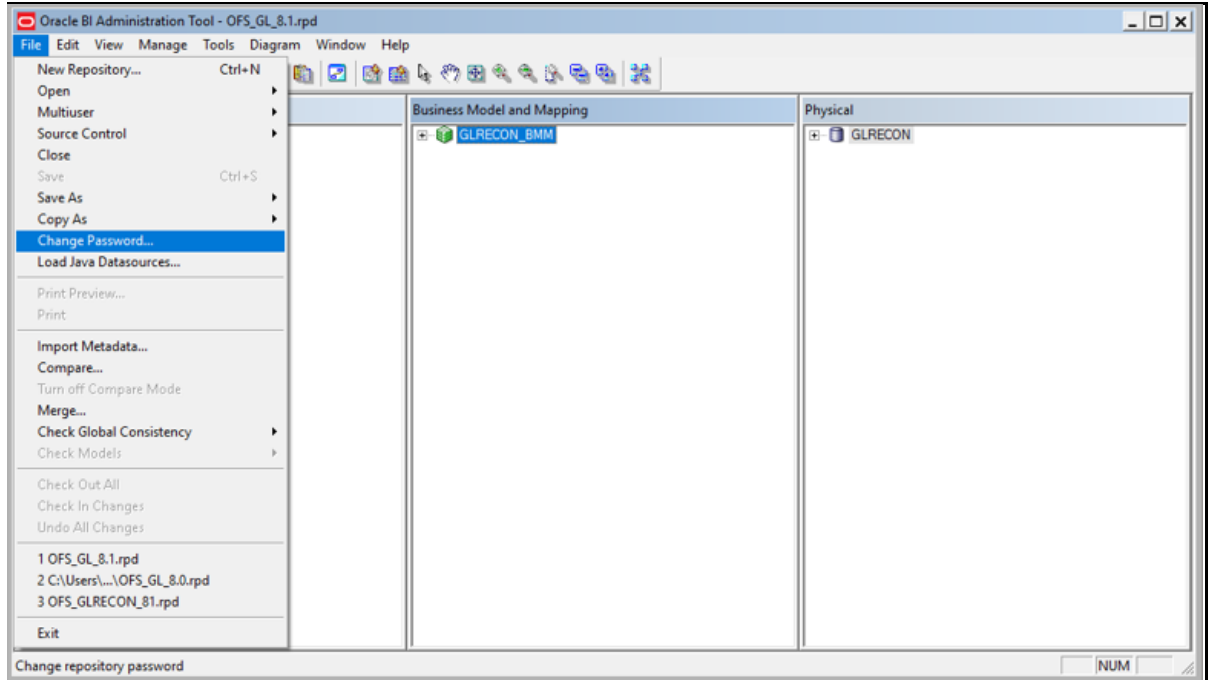 Oracle BI Administration Tool - OFS_GL_8.1.rpd
File Edit View Manage Tools Diagram Window Help
New Repository... Ctrl+N
Open
Multiuser
Source Control
Close
Save Ctrl+S
Save As
Copy As
Change Password...
Load Java Datasources...
Print Preview...
Print
Import Metadata...
Compare...
Turn off Compare Mode
Merge...
Check Global Consistency
Check Models
Check Out All
Check In Changes
Undo All Changes
1 OFS_GL_8.1.rpd
2 C:\Users\...\OFS_GL_8.0.rpd
3 OFS_GLRECON_81.rpd
Exit
Business Model and Mapping
GLRECON_BMM
Physical
GLRECON
Change repository password
NUM